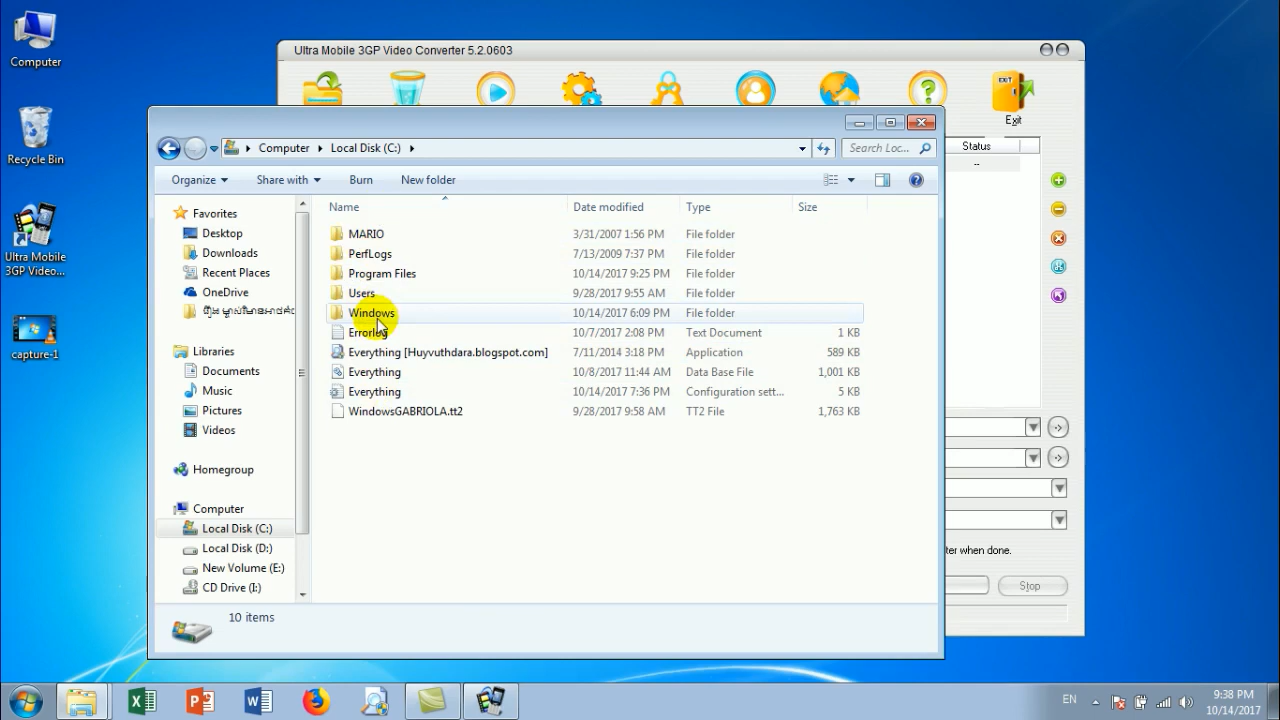 Computer
Recycle Bin
Ultra Mobile
3GP Video...
capture-1
Ultra Mobile 3GP Video Converter 5.2.0603
EXIT
Exit
Status
--
Computer
Local Disk (C:)
Search Loc...
Organize
Share with
Burn
New folder
Name
Date modified
Type
Size
MARIO 3/31/2007 1:56 PM File folder
PerfLogs 7/13/2009 7:37 PM File folder
Program Files 10/14/2017 9:25 PM File folder
Users 9/28/2017 9:55 AM File folder
Windows 10/14/2017 6:09 PM File folder
Errorlog 10/7/2017 2:08 PM Text Document 1 KB
Everything [Huyvuthdara.blogspot.com] 7/11/2014 3:18 PM Application 589 KB
Everything 10/8/2017 11:44 AM Data Base File 1,001 KB
Everything 10/14/2017 7:36 PM Configuration sett... 5 KB
WindowsGABRIOLA.tt2 9/28/2017 9:58 AM TT2 File 1,763 KB
Favorites
Desktop
Downloads
Recent Places
OneDrive
Libraries
Documents
Music
Pictures
Videos
Homegroup
Computer
Local Disk (C:)
Local Disk (D:)
New Volume (E:)
CD Drive (I:)
10 items
ter when done.
Stop
EN
9:38 PM
10/14/2017